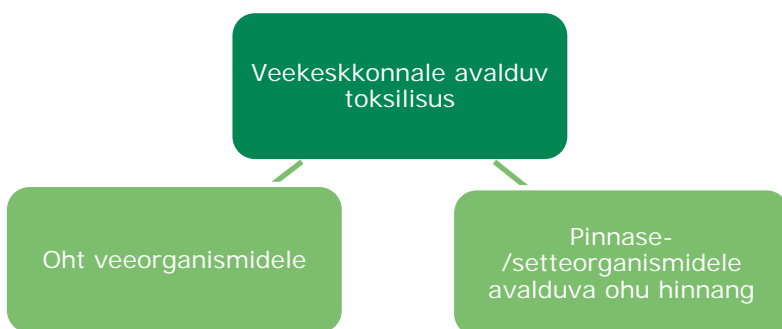 Veekeskkonnale avalduv
toksilisus
Oht veeorganismidele
Pinnase-
/setteorganismidele
avalduva ohu hinnang